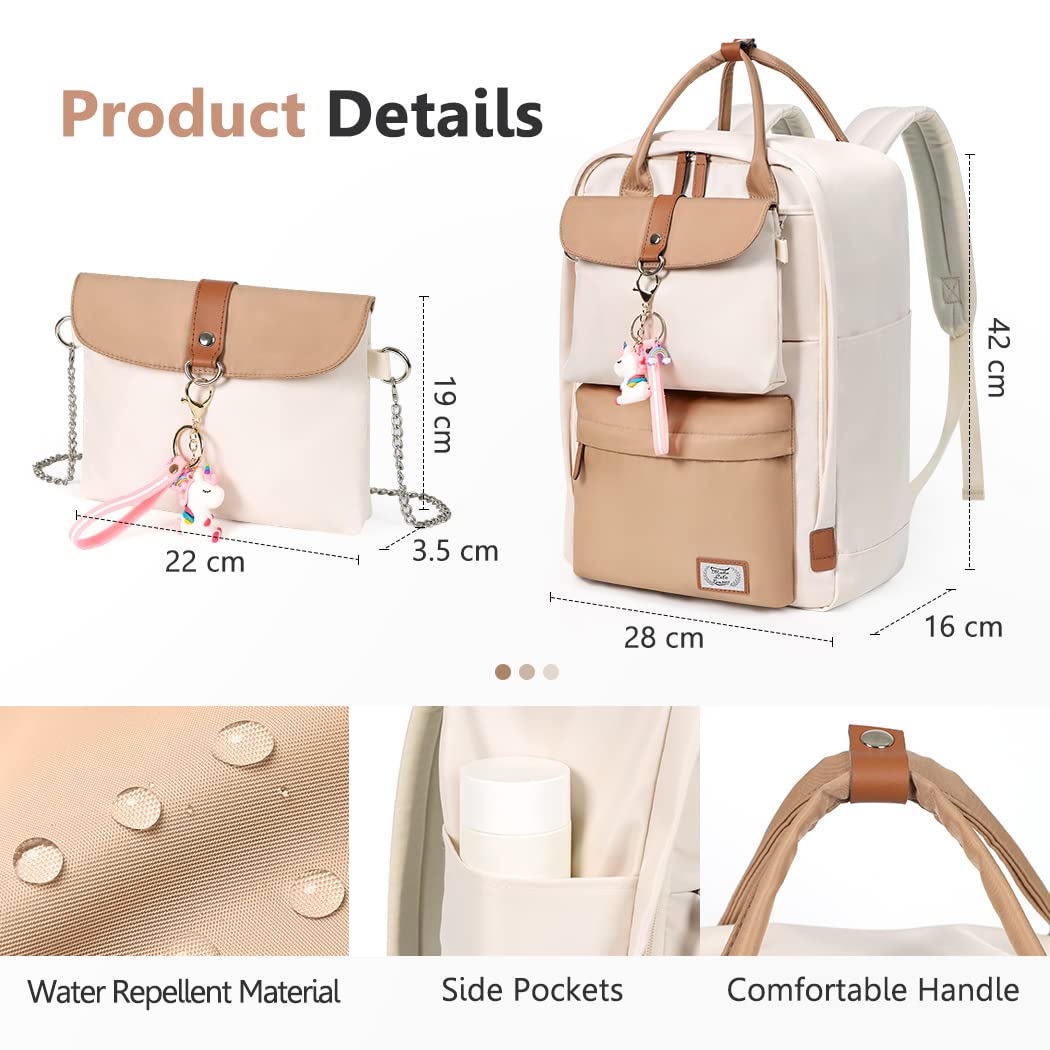 Product Details
19 cm
22 cm
3.5 cm
42 cm
28 cm
16 cm
Water Repellent Material
Side Pockets
Comfortable Handle